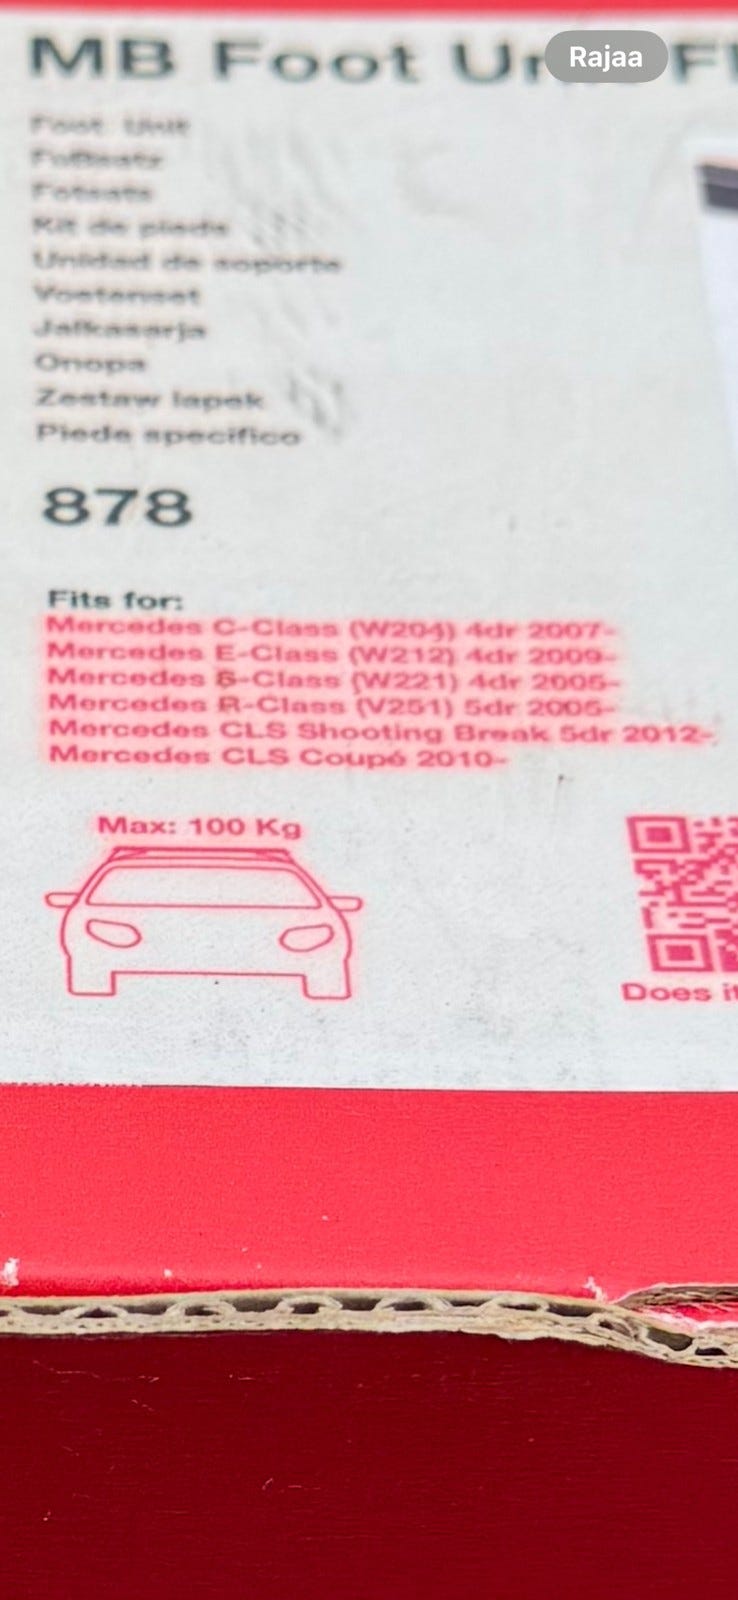 MB Foot Un
Rajaa
Foot Unit
Fußsatz
Fotsats
Kit de pieds
Unidad de soporte
Voetenset
Jalkasarja
Опора
Zestaw łapek
Piede specifico
878
Fits for:
Mercedes C-Class (W204) 4dr 2007-
Mercedes E-Class (W212) 4dr 2009-
Mercedes S-Class (W221) 4dr 2005-
Mercedes R-Class (V251) 5dr 2005-
Mercedes CLS Shooting Break 5dr 2012-
Mercedes CLS Coupé 2010-
Max: 100 Kg
Does it